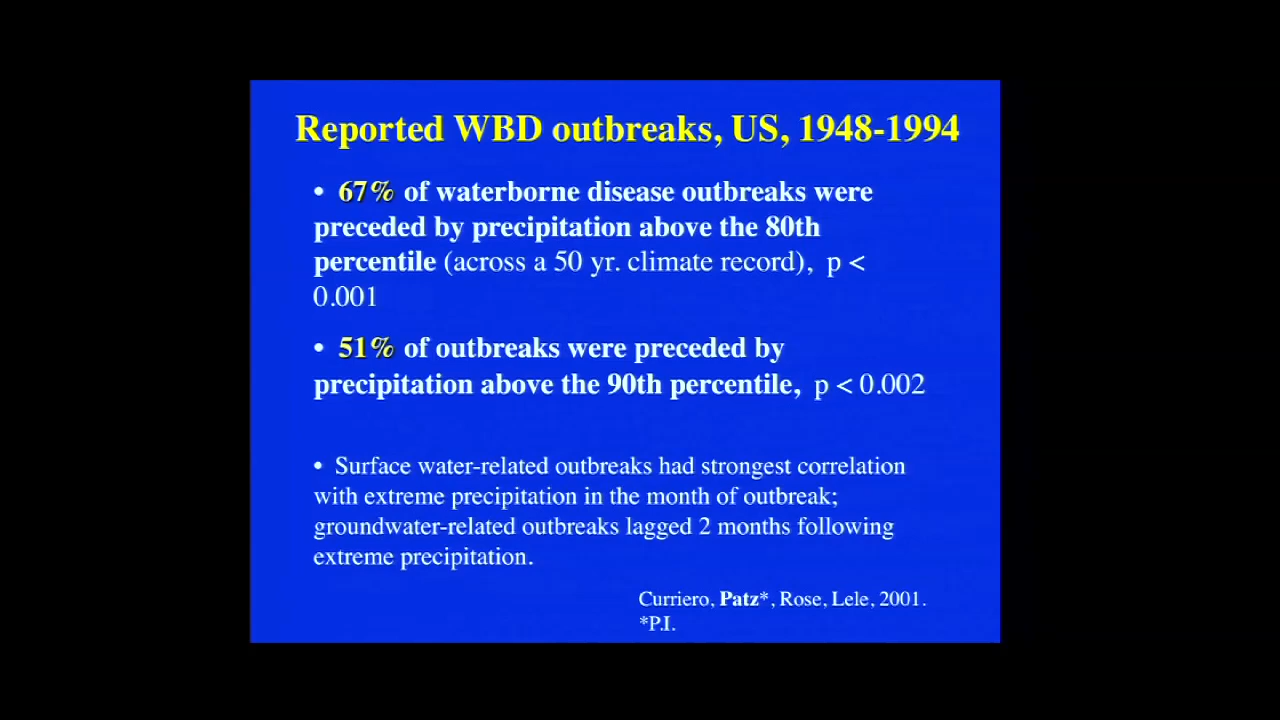 Reported WBD outbreaks, US, 1948-1994
• 67% of waterborne disease outbreaks were
preceded by precipitation above the 80th
percentile (across a 50 yr. climate record), p <
0.001
• 51% of outbreaks were preceded by
precipitation above the 90th percentile, p < 0.002
• Surface water-related outbreaks had strongest correlation
with extreme precipitation in the month of outbreak;
groundwater-related outbreaks lagged 2 months following
extreme precipitation.
Curriero, Patz*, Rose, Lele, 2001.
*P.I.